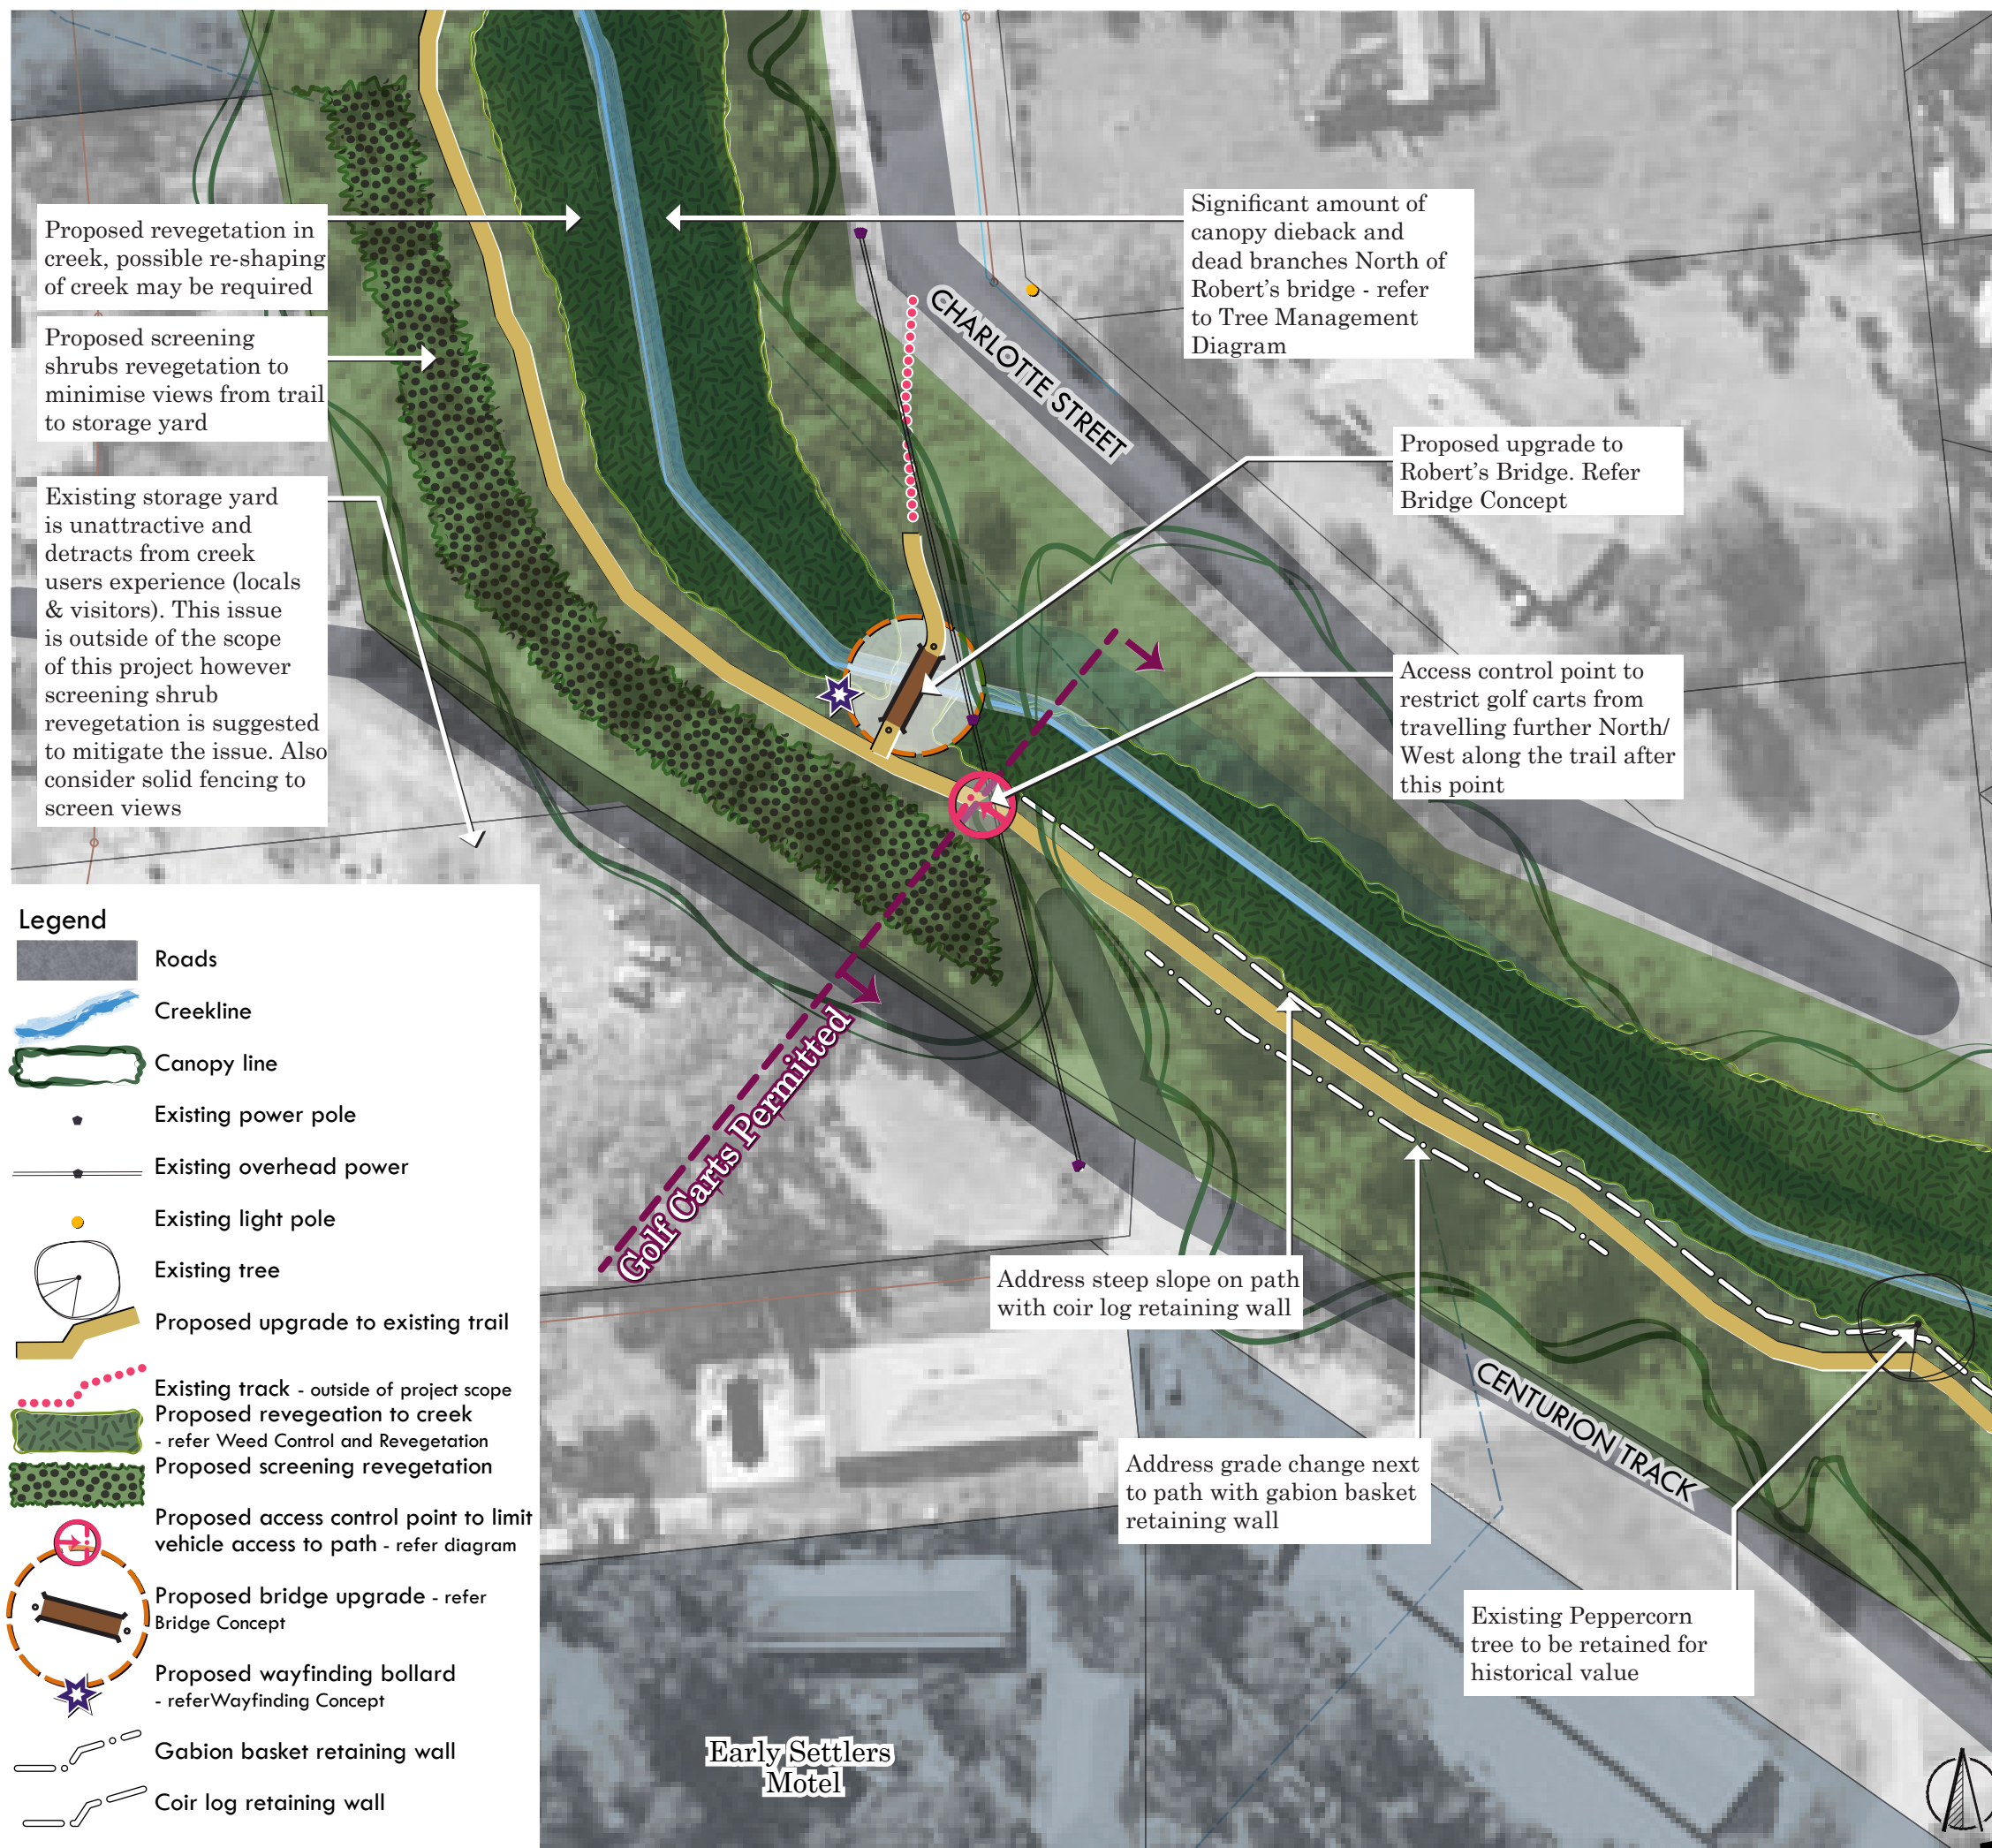 Proposed revegetation in
creek, possible re-shaping
of creek may be required
Proposed screening
shrubs revegetation to
minimise views from trail
to storage yard
Existing storage yard
is unattractive and
detracts from creek
users experience (locals
& visitors). This issue
is outside of the scope
of this project however
screening shrub
revegetation is suggested
to mitigate the issue. Also
consider solid fencing to
screen views
Significant amount of
canopy dieback and
dead branches North of
Robert's bridge - refer
to Tree Management
Diagram
CHARLOTTE STREET
Proposed upgrade to
Robert's Bridge. Refer
Bridge Concept
Access control point to
restrict golf carts from
travelling further North/
West along the trail after
this point
Golf Carts Permitted
Address steep slope on path
with coir log retaining wall
Address grade change next
to path with gabion basket
retaining wall
CENTURION TRACK
Existing Peppercorn
tree to be retained for
historical value
Early Settlers
Motel
Legend
Roads
Creekline
Canopy line
Existing power pole
Existing overhead power
Existing light pole
Existing tree
Proposed upgrade to existing trail
Existing track - outside of project scope
Proposed revegeation to creek
- refer Weed Control and Revegetation
Proposed screening revegetation
Proposed access control point to limit
vehicle access to path - refer diagram
Proposed bridge upgrade - refer
Bridge Concept
Proposed wayfinding bollard
- referWayfinding Concept
Gabion basket retaining wall
Coir log retaining wall